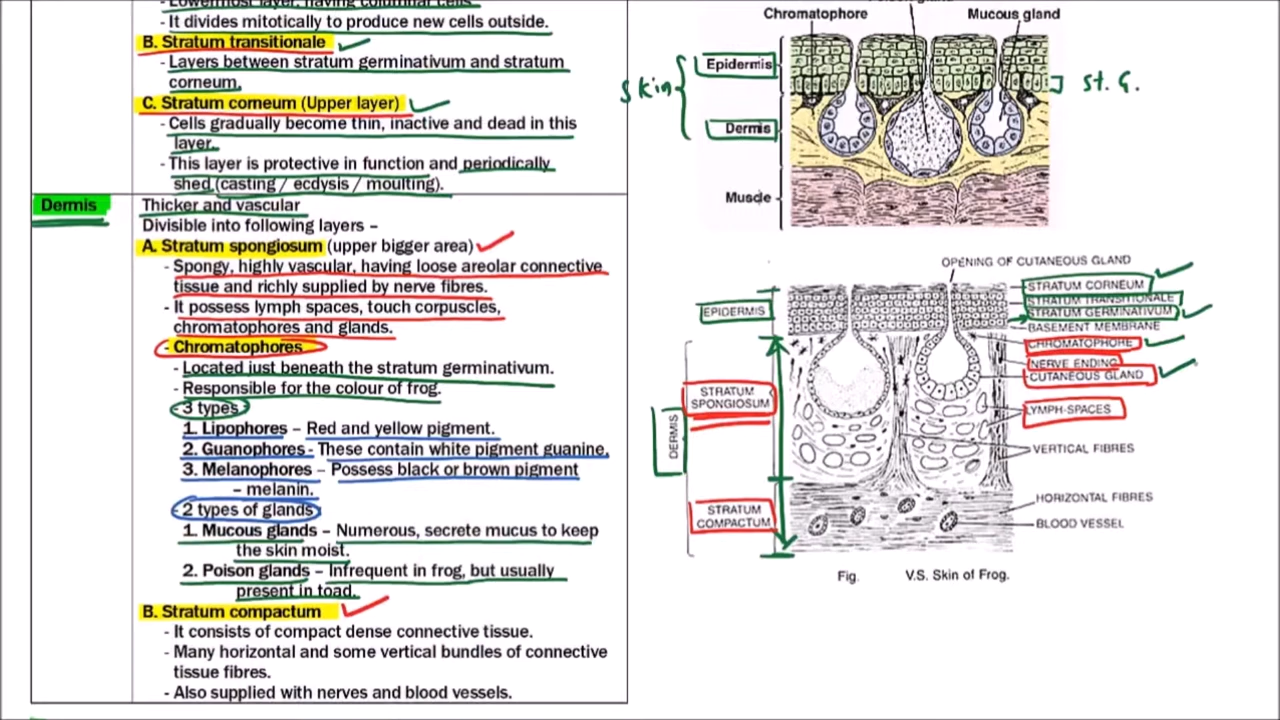 - Lowermost layer, having columnar cells.
- It divides mitotically to produce new cells outside.
B. Stratum transitionale
- Layers between stratum germinativum and stratum
corneum.
C. Stratum corneum (Upper layer)
- Cells gradually become thin, inactive and dead in this
layer.
- This layer is protective in function and periodically
shed (casting / ecdysis / moulting).
Dermis
Thicker and vascular
Divisible into following layers –
A. Stratum spongiosum (upper bigger area)
- Spongy, highly vascular, having loose areolar connective
tissue and richly supplied by nerve fibres.
- It possess lymph spaces, touch corpuscles,
chromatophores and glands.
- Chromatophores
- Located just beneath the stratum germinativum.
- Responsible for the colour of frog.
- 3 types
1. Lipophores – Red and yellow pigment.
2. Guanophores - These contain white pigment guanine.
3. Melanophores – Possess black or brown pigment
– melanin.
- 2 types of glands
1. Mucous glands – Numerous, secrete mucus to keep
the skin moist.
2. Poison glands – Infrequent in frog, but usually
present in toad.
B. Stratum compactum
- It consists of compact dense connective tissue.
- Many horizontal and some vertical bundles of connective
tissue fibres.
- Also supplied with nerves and blood vessels.
Chromatophore
Mucous gland
Epidermis
Skin
St. G.
Dermis
Muscle
OPENING OF CUTANEOUS GLAND
STRATUM CORNEUM
STRATUM TRANSITIONALE
EPIDERMIS
STRATUM GERMINATIVUM
BASEMENT MEMBRANE
CHROMATOPHORE
NERVE ENDING
CUTANEOUS GLAND
STRATUM
SPONGIOSUM
LYMPH-SPACES
DERMIS
VERTICAL FIBRES
HORIZONTAL FIBRES
STRATUM
COMPACTUM
BLOOD VESSEL
Fig. V.S. Skin of Frog.